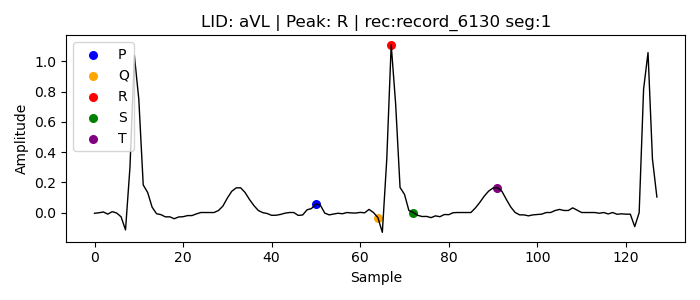 LID: aVL | Peak: R | rec:record_6130 seg:1
P
Q
R
S
T
Amplitude
1.0
0.8
0.6
0.4
0.2
0.0
0 20 40 60 80 100 120
Sample